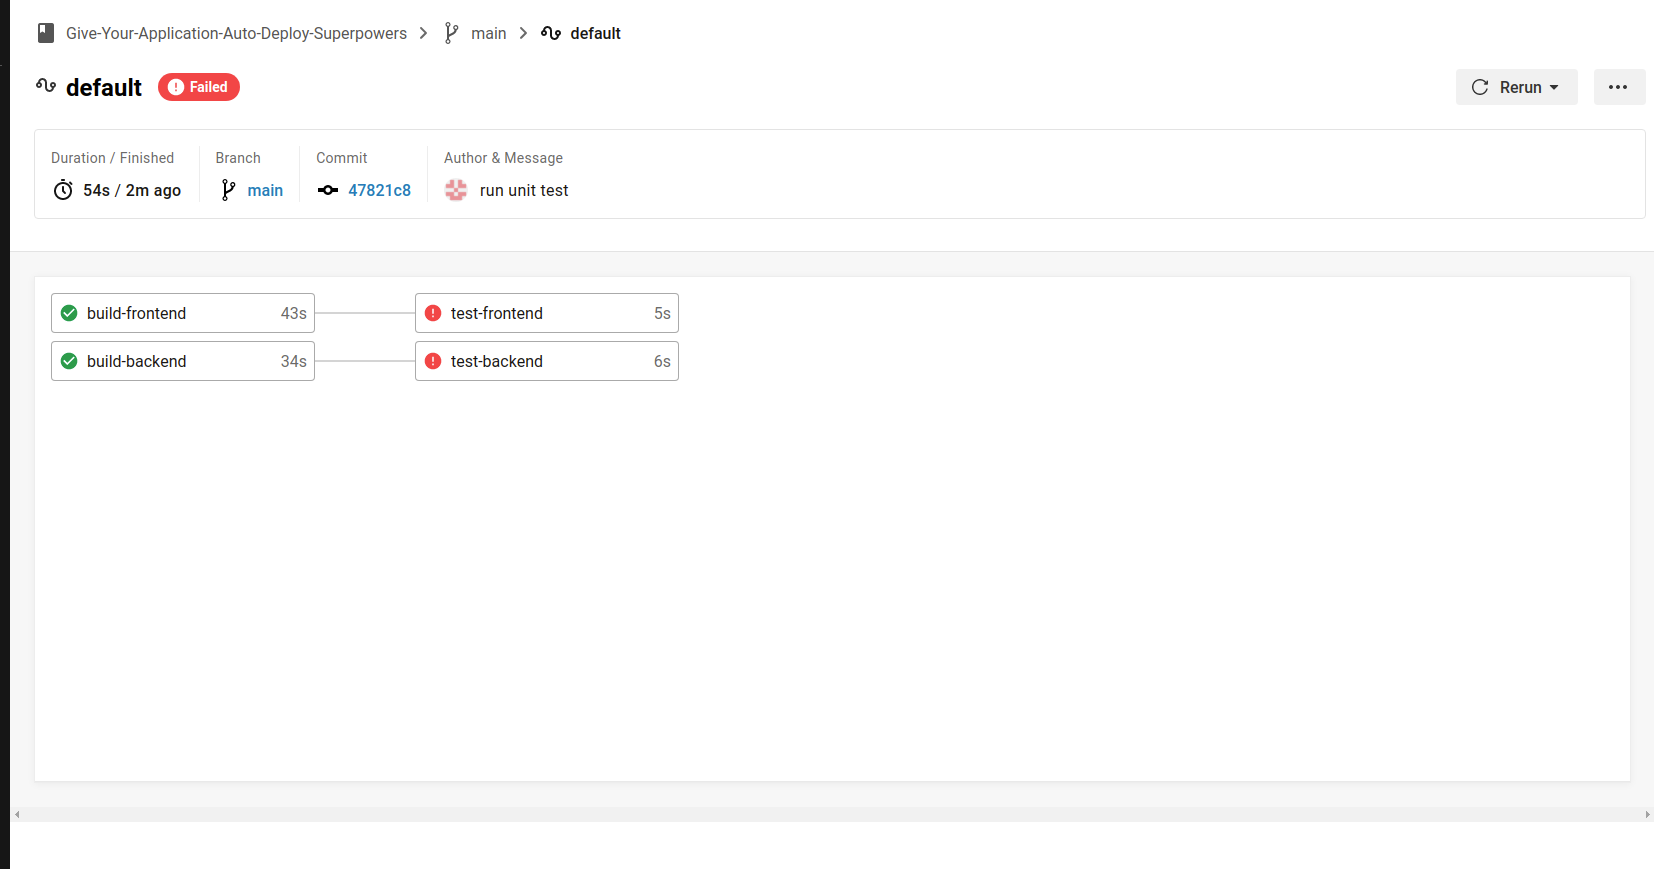 Give-Your-Application-Auto-Deploy-Superpowers > main > default
default Failed Rerun
Duration / Finished Branch Commit Author & Message
54s / 2m ago main 47821c8 run unit test
build-frontend 43s test-frontend 5s
build-backend 34s test-backend 6s